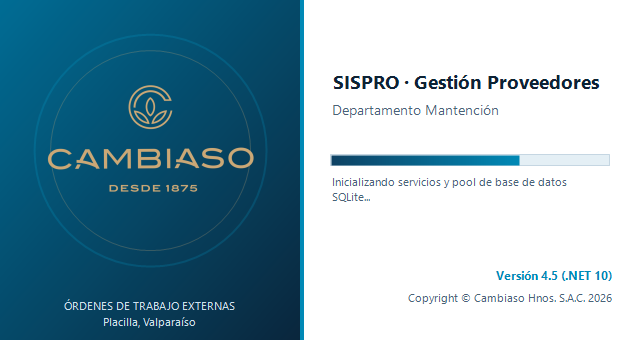 CAMBIASO
DESDE 1875
ÓRDENES DE TRABAJO EXTERNAS
Placilla, Valparaíso
SISPRO · Gestión Proveedores
Departamento Mantención
Inicializando servicios y pool de base de datos
SQLite...
Versión 4.5 (.NET 10)
Copyright © Cambiaso Hnos. S.A.C. 2026